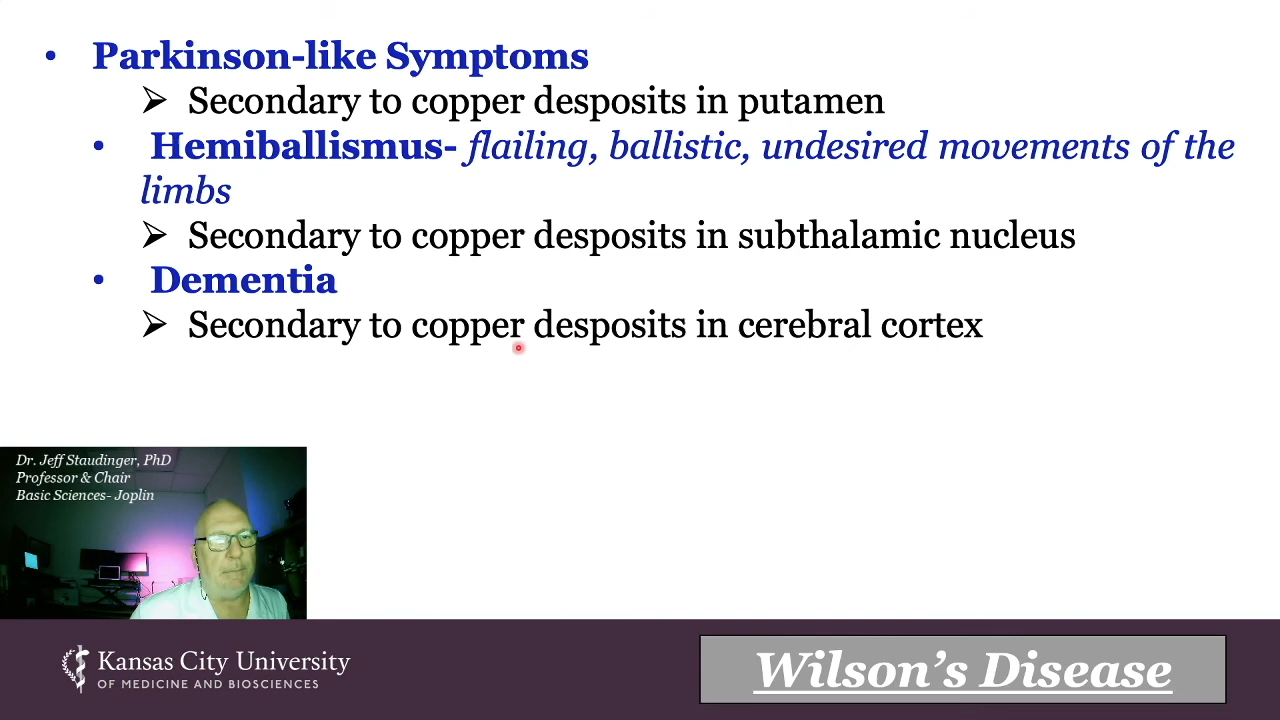 • Parkinson-like Symptoms
➢ Secondary to copper desposits in putamen
• Hemiballismus- flailing, ballistic, undesired movements of the
limbs
➢ Secondary to copper desposits in subthalamic nucleus
• Dementia
➢ Secondary to copper desposits in cerebral cortex
Dr. Jeff Staudinger, PhD
Professor & Chair
Basic Sciences- Joplin
Kansas City University
OF MEDICINE AND BIOSCIENCES
Wilson's Disease